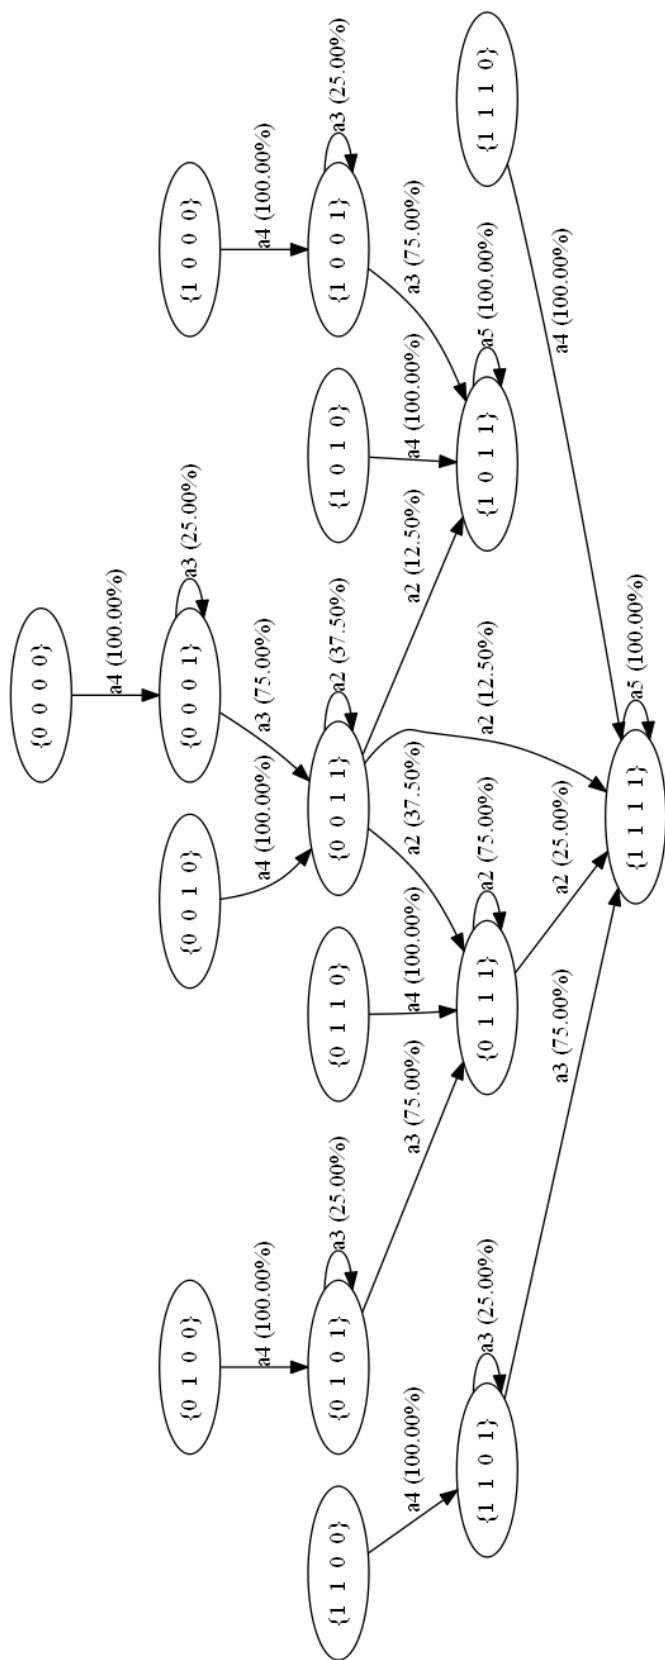 {0 0 0 0}
a4 (100.00%)
{1 0 0 0}
{0 0 0 1}
a3 (25.00%)
{0 0 1 0}
{0 1 0 0}
a4 (100.00%)
a3 (75.00%)
a4 (100.00%)
a4 (100.00%)
{1 0 0 1}
a3 (25.00%)
{1 0 1 0}
{0 0 1 1}
a2 (37.50%)
{0 1 1 0}
{0 1 0 1}
a3 (25.00%)
{1 1 0 0}
a3 (75.00%)
a4 (100.00%)
a2 (12.50%)
a2 (37.50%)
a4 (100.00%)
a3 (75.00%)
a4 (100.00%)
{1 1 1 0}
{1 0 1 1}
a5 (100.00%)
a2 (12.50%)
{0 1 1 1}
a2 (75.00%)
{1 1 0 1}
a3 (25.00%)
a4 (100.00%)
a2 (25.00%)
a3 (75.00%)
{1 1 1 1}
a5 (100.00%)